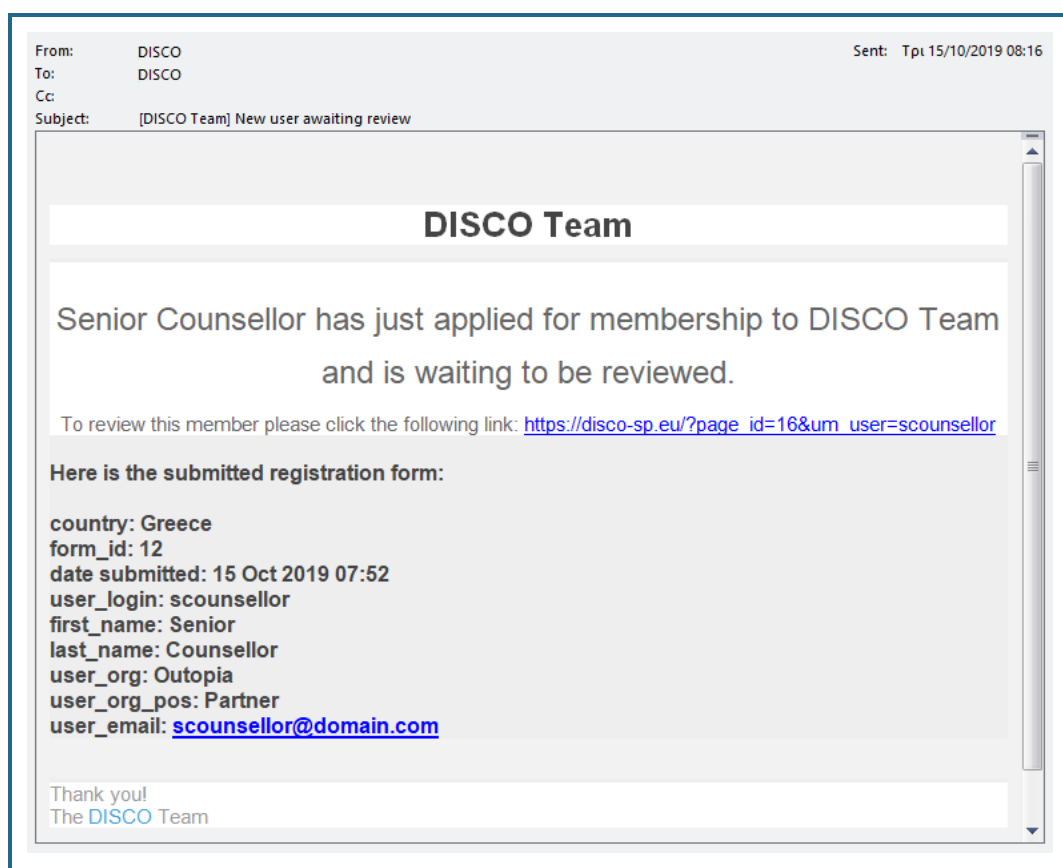 From: DISCO Sent: Τρι 15/10/2019 08:16
To: DISCO
Cc:
Subject: [DISCO Team] New user awaiting review
DISCO Team
Senior Counsellor has just applied for membership to DISCO Team
and is waiting to be reviewed.
To review this member please click the following link: https://disco-sp.eu/?page_id=16&um_user=scounsellor
Here is the submitted registration form:
country: Greece
form_id: 12
date submitted: 15 Oct 2019 07:52
user_login: scounsellor
first_name: Senior
last_name: Counsellor
user_org: Outopia
user_org_pos: Partner
user_email: scounsellor@domain.com
Thank you!
The DISCO Team